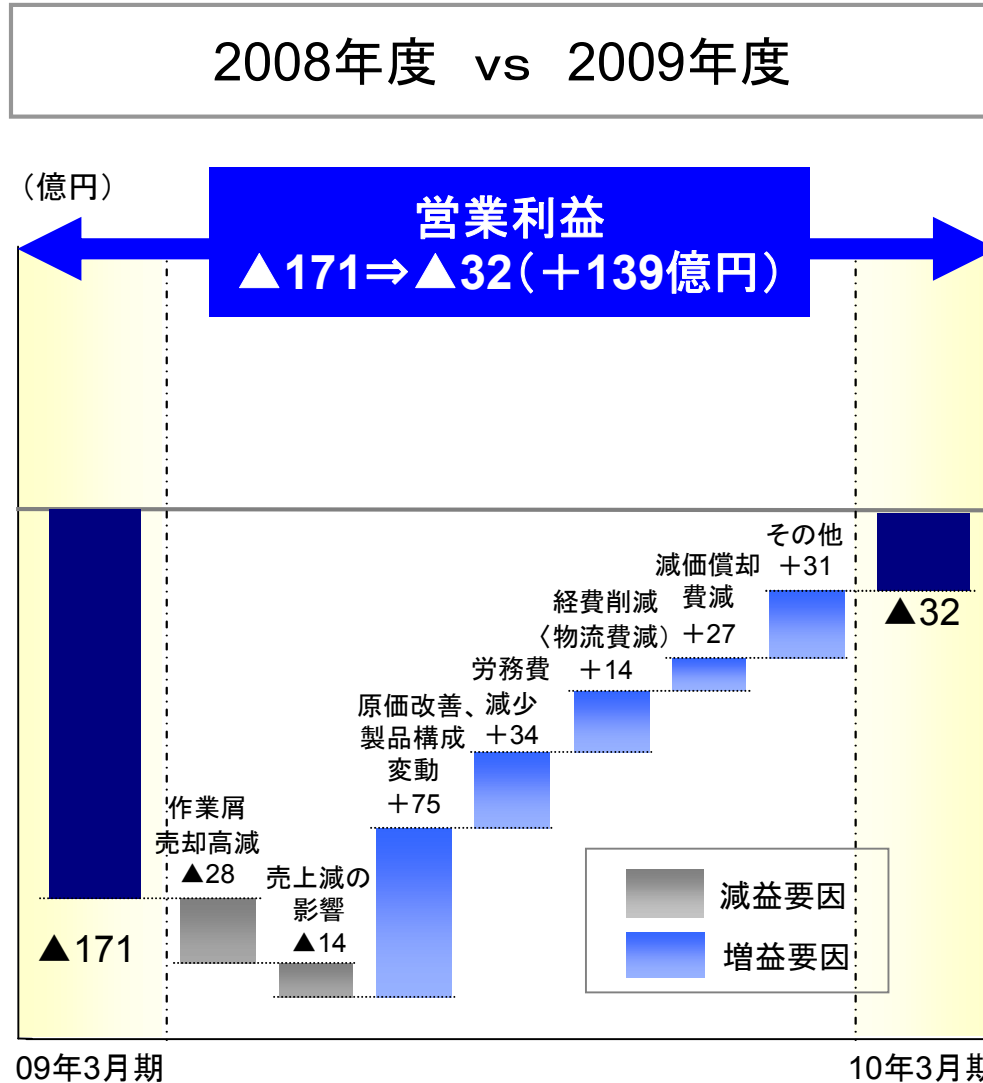 2008年度 vs 2009年度
（億円）
営業利益
▲171⇒▲32（＋139億円）
その他
＋31
減価償却
費減
＋27
経費削減
〈物流費減）
＋14
労務費
減少
＋34
原価改善、
製品構成
変動
＋75
作業屑
売却高減
▲28
売上減の
影響
▲14
▲171
▲32
減益要因
増益要因
09年3月期
10年3月期